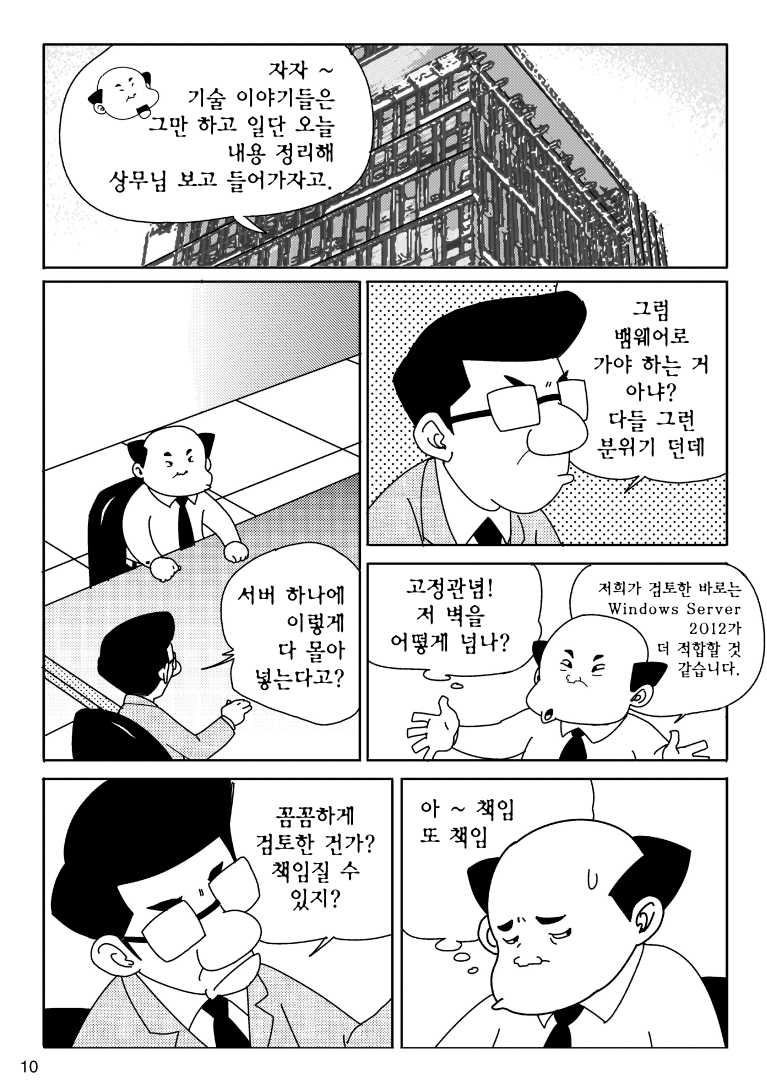 자자 ~
기술 이야기들은
그만 하고 일단 오늘
내용 정리해
상무님 보고 들어가자고.
서버 하나에
이렇게
다 몰아
넣는다고?
그럼
뱀웨어로
가야 하는 거
아냐?
다들 그런
분위기 던데
고정관념!
저 벽을
어떻게 넘나?
저희가 검토한 바로는
Windows Server
2012가
더 적합할 것
같습니다.
꼼꼼하게
검토한 건가?
책임질 수
있지?
아 ~ 책임
또 책임
10